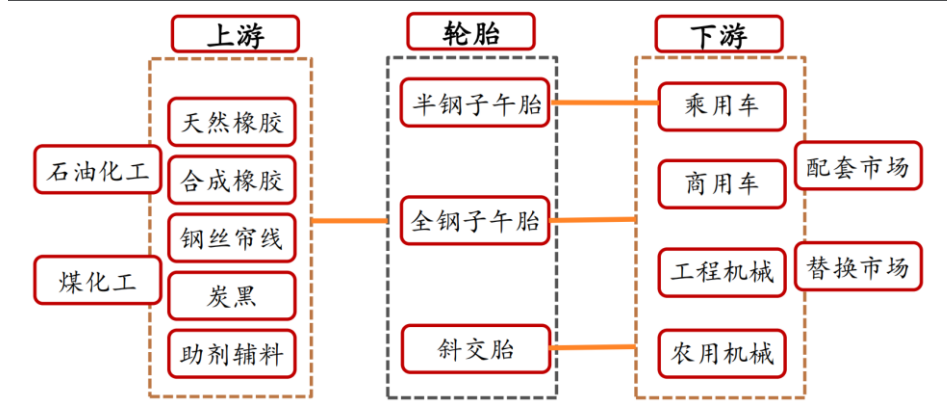 上游
轮胎
下游
石油化工
煤化工
天然橡胶
合成橡胶
钢丝帘线
炭黑
助剂辅料
半钢子午胎
全钢子午胎
斜交胎
乘用车
商用车
工程机械
农用机械
配套市场
替换市场